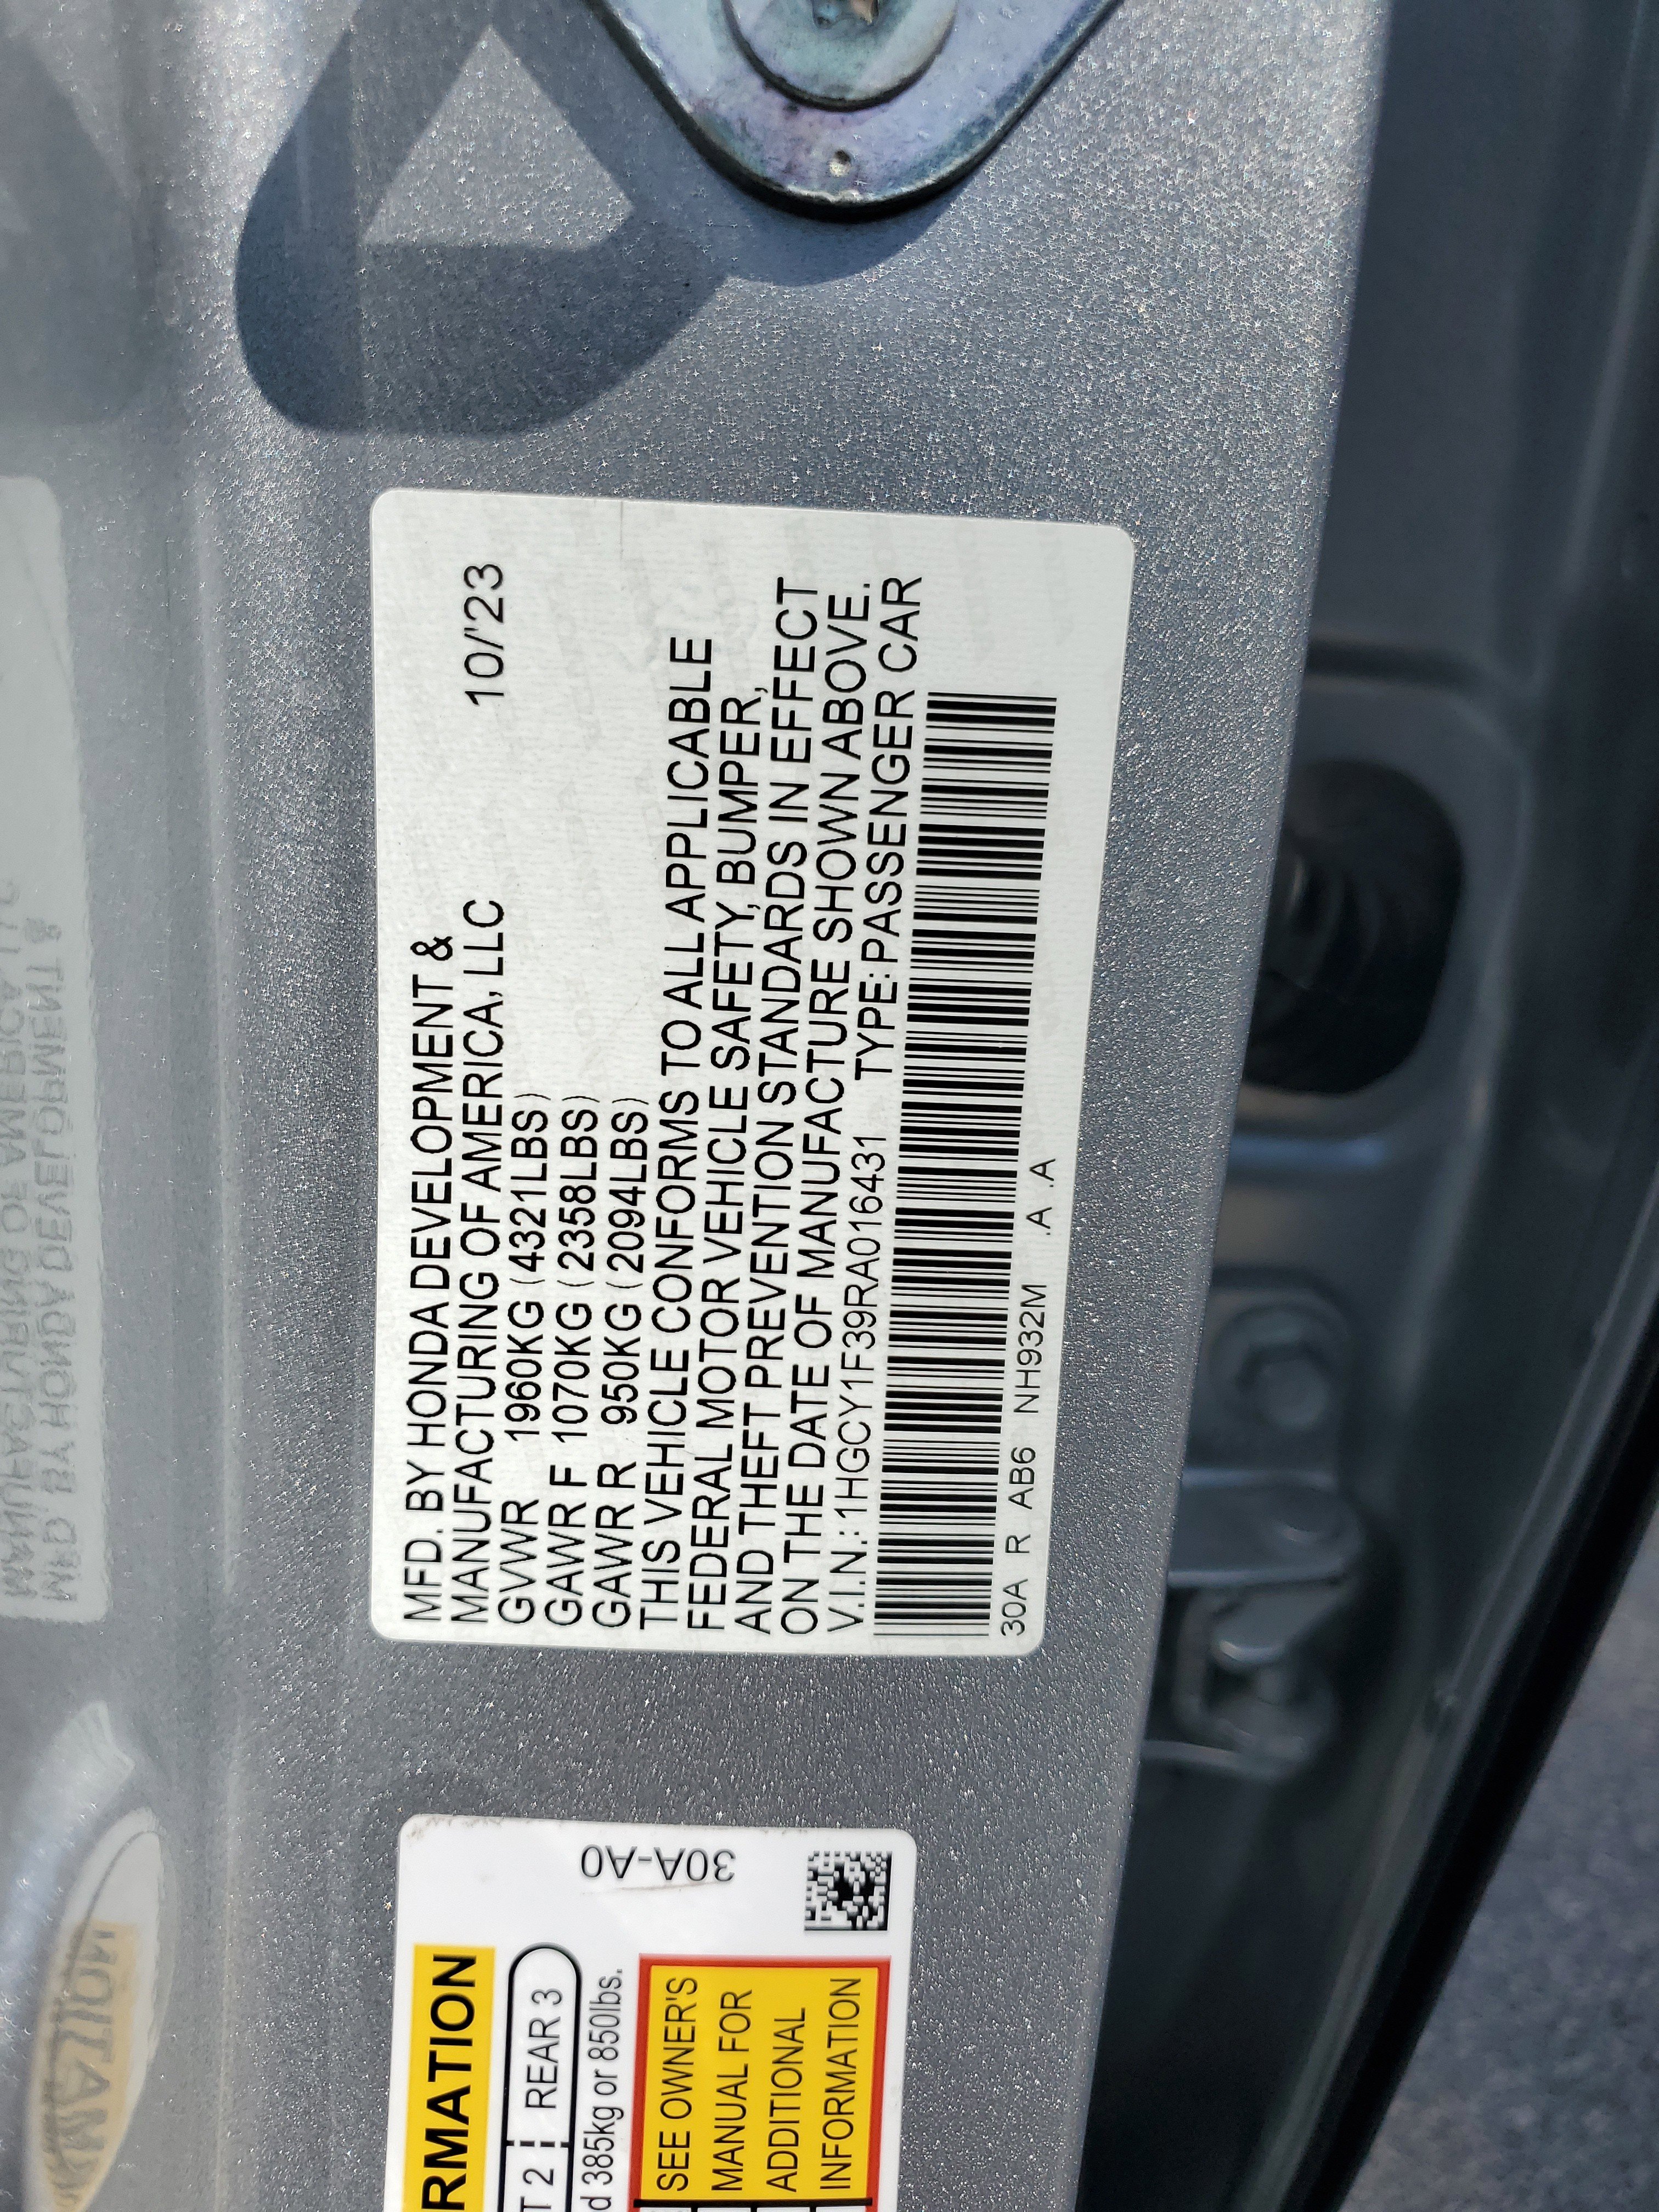 MFD. BY HONDA DEVELOPMENT &
MANUFACTURING OF AMERICA, LLC 10/'23
GVWR 1960KG (4321LBS)
GAWR F 1070KG (2358LBS)
GAWR R 950KG (2094LBS)
THIS VEHICLE CONFORMS TO ALL APPLICABLE
FEDERAL MOTOR VEHICLE SAFETY, BUMPER,
AND THEFT PREVENTION STANDARDS IN EFFECT
ON THE DATE OF MANUFACTURE SHOWN ABOVE.
V.I.N.: 1HGCY1F39RA016431 TYPE: PASSENGER CAR
30A R AB6 NH932M .A .A
30A-A0
RMATION
T 2 REAR 3
d 385kg or 850lbs.
SEE OWNER'S
MANUAL FOR
ADDITIONAL
INFORMATION